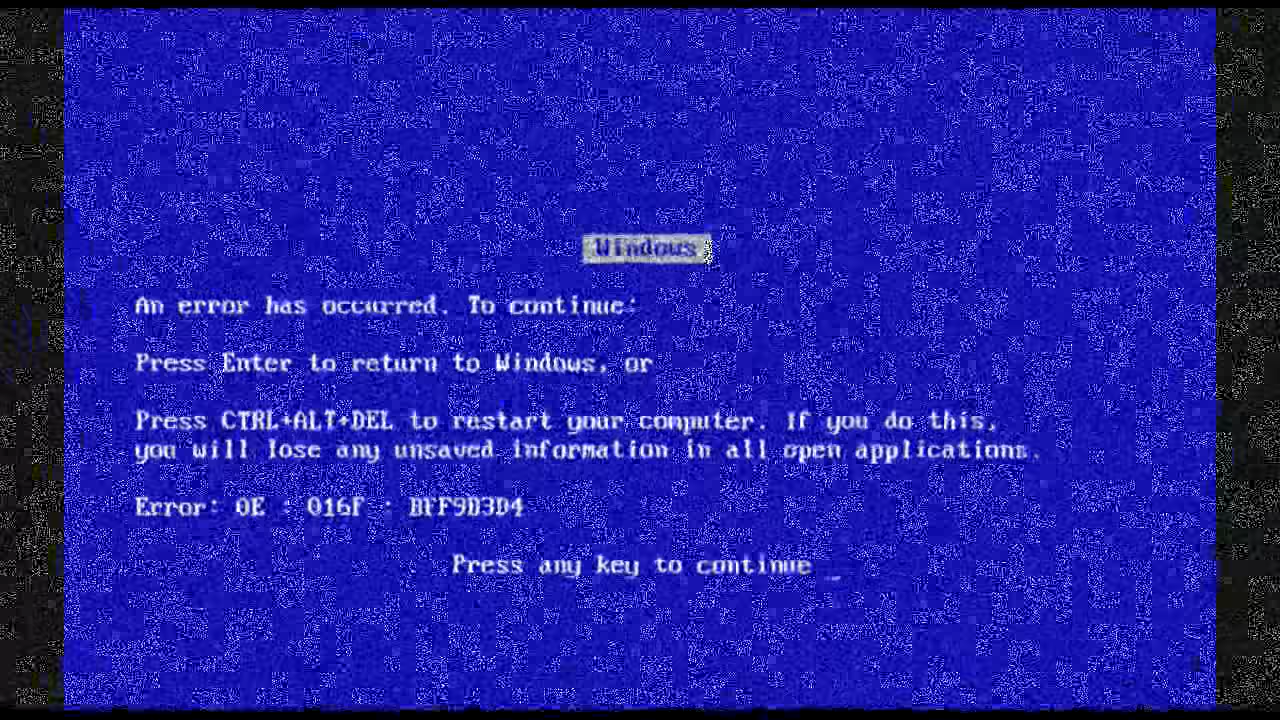 Windows
An error has occurred. To continue:
Press Enter to return to Windows, or
Press CTRL+ALT+DEL to restart your computer. If you do this,
you will lose any unsaved information in all open applications.
Error: 0E : 016F : BFF9B3D4
Press any key to continue _